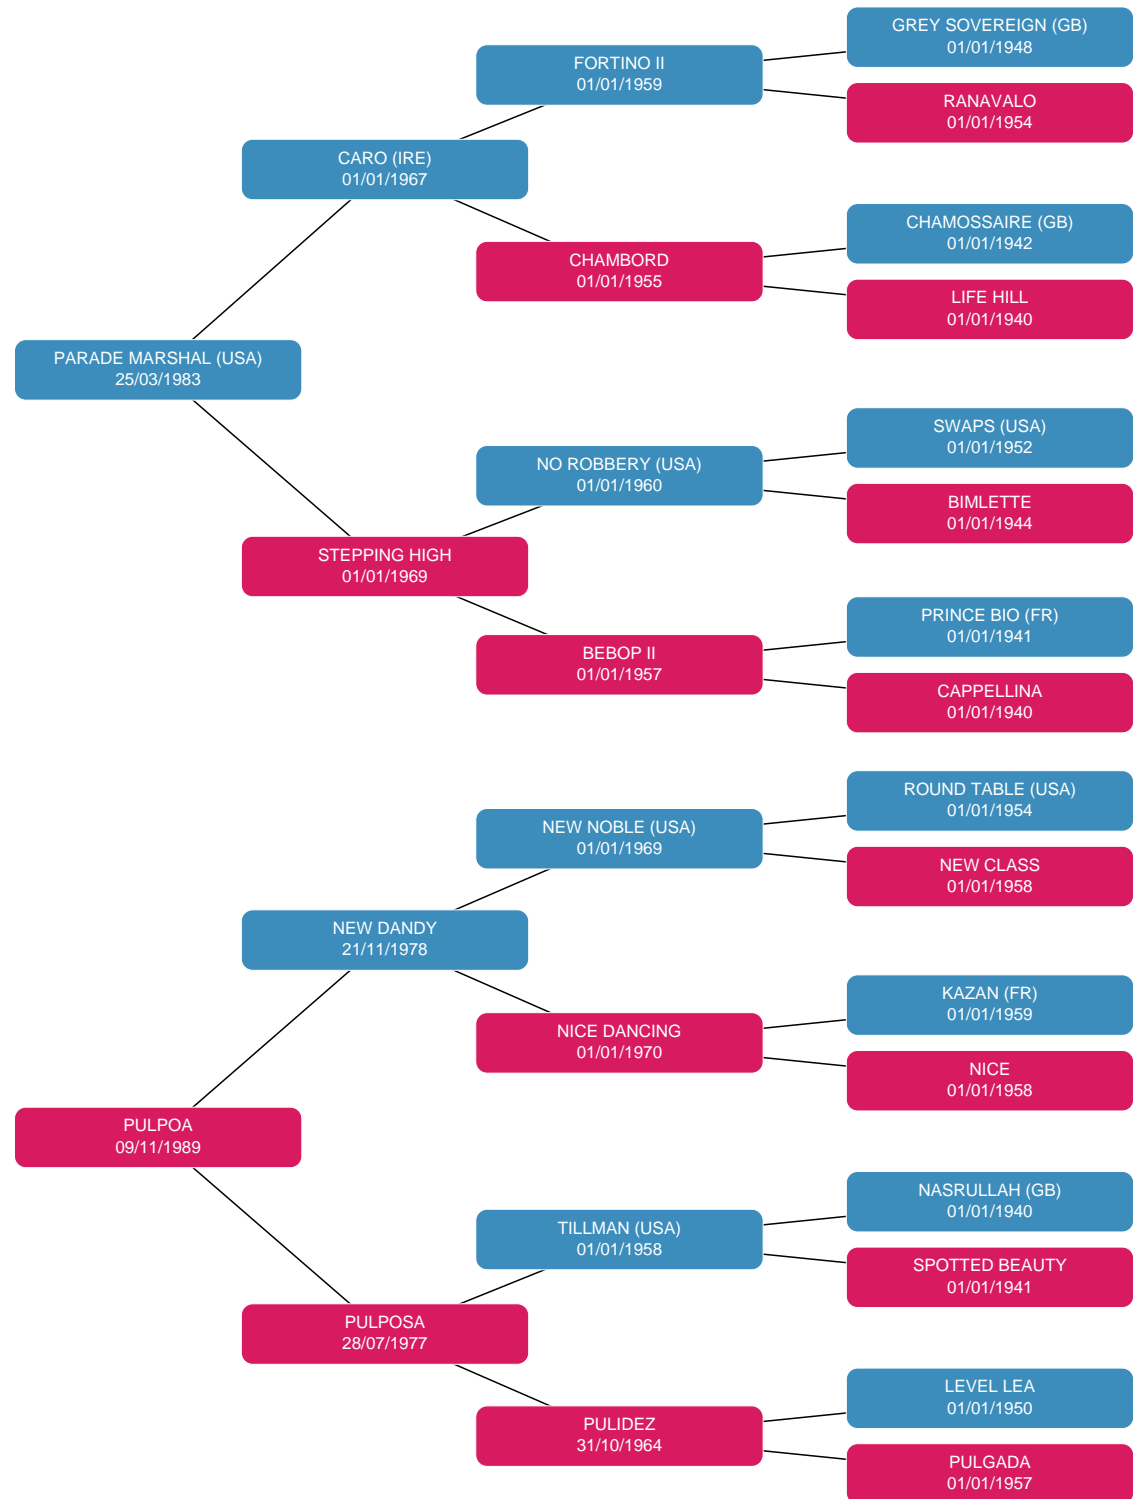 GREY SOVEREIGN (GB)
01/01/1948
FORTINO II
01/01/1959
RANAVALO
01/01/1954
CARO (IRE)
01/01/1967
CHAMOSSAIRE (GB)
01/01/1942
CHAMBORD
01/01/1955
LIFE HILL
01/01/1940
PARADE MARSHAL (USA)
25/03/1983
SWAPS (USA)
01/01/1952
NO ROBBERY (USA)
01/01/1960
BIMLETTE
01/01/1944
STEPPING HIGH
01/01/1969
PRINCE BIO (FR)
01/01/1941
BEBOP II
01/01/1957
CAPPELLINA
01/01/1940
ROUND TABLE (USA)
01/01/1954
NEW NOBLE (USA)
01/01/1969
NEW CLASS
01/01/1958
NEW DANDY
21/11/1978
KAZAN (FR)
01/01/1959
NICE DANCING
01/01/1970
NICE
01/01/1958
PULPOA
09/11/1989
NASRULLAH (GB)
01/01/1940
TILLMAN (USA)
01/01/1958
SPOTTED BEAUTY
01/01/1941
PULPOSA
28/07/1977
LEVEL LEA
01/01/1950
PULIDEZ
31/10/1964
PULGADA
01/01/1957